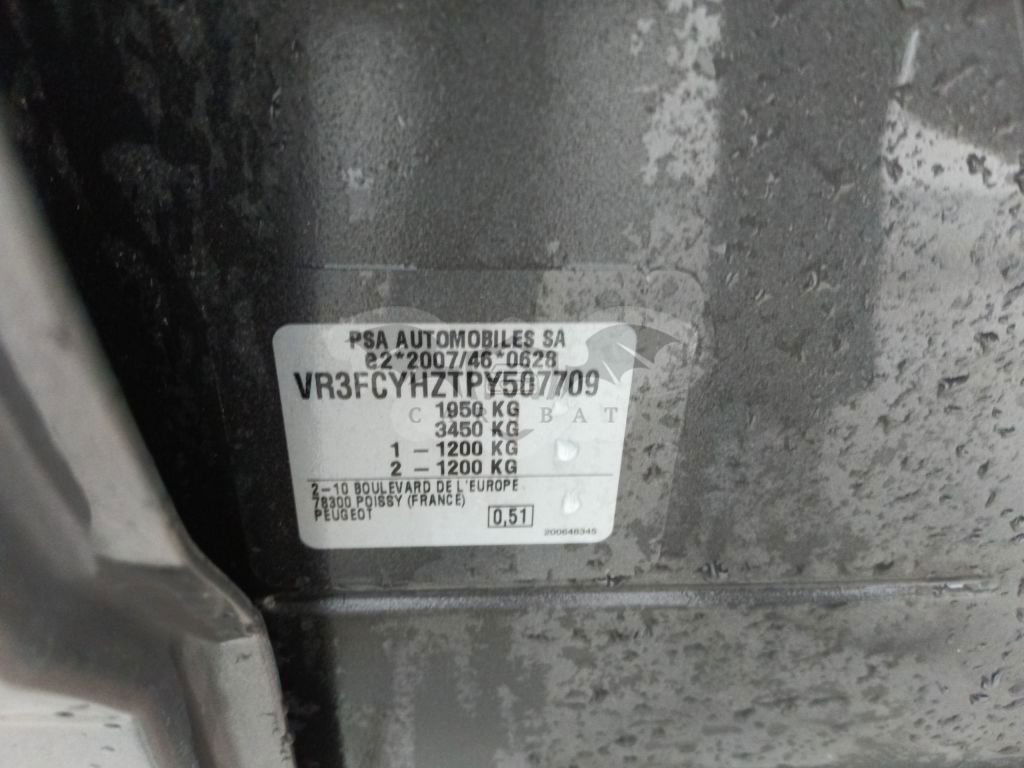 PSA AUTOMOBILES SA
e2*2007/46*0628
VR3FCYHZTPY507709
1950 KG
3450 KG
1 – 1200 KG
2 – 1200 KG
2–10 BOULEVARD DE L'EUROPE
78300 POISSY (FRANCE)
PEUGEOT
0,51
200648345